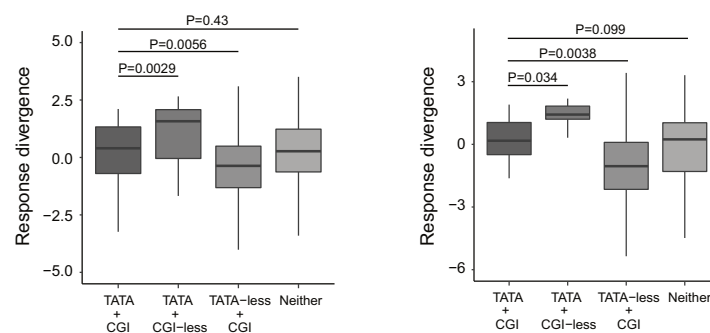 P=0.43
P=0.0056
P=0.0029
5.0
2.5
0.0
−2.5
−5.0
Response divergence
TATA + CGI
TATA + CGI−less
TATA−less + CGI
Neither
P=0.099
P=0.0038
P=0.034
3
0
−3
−6
Response divergence
TATA + CGI
TATA + CGI−less
TATA−less + CGI
Neither